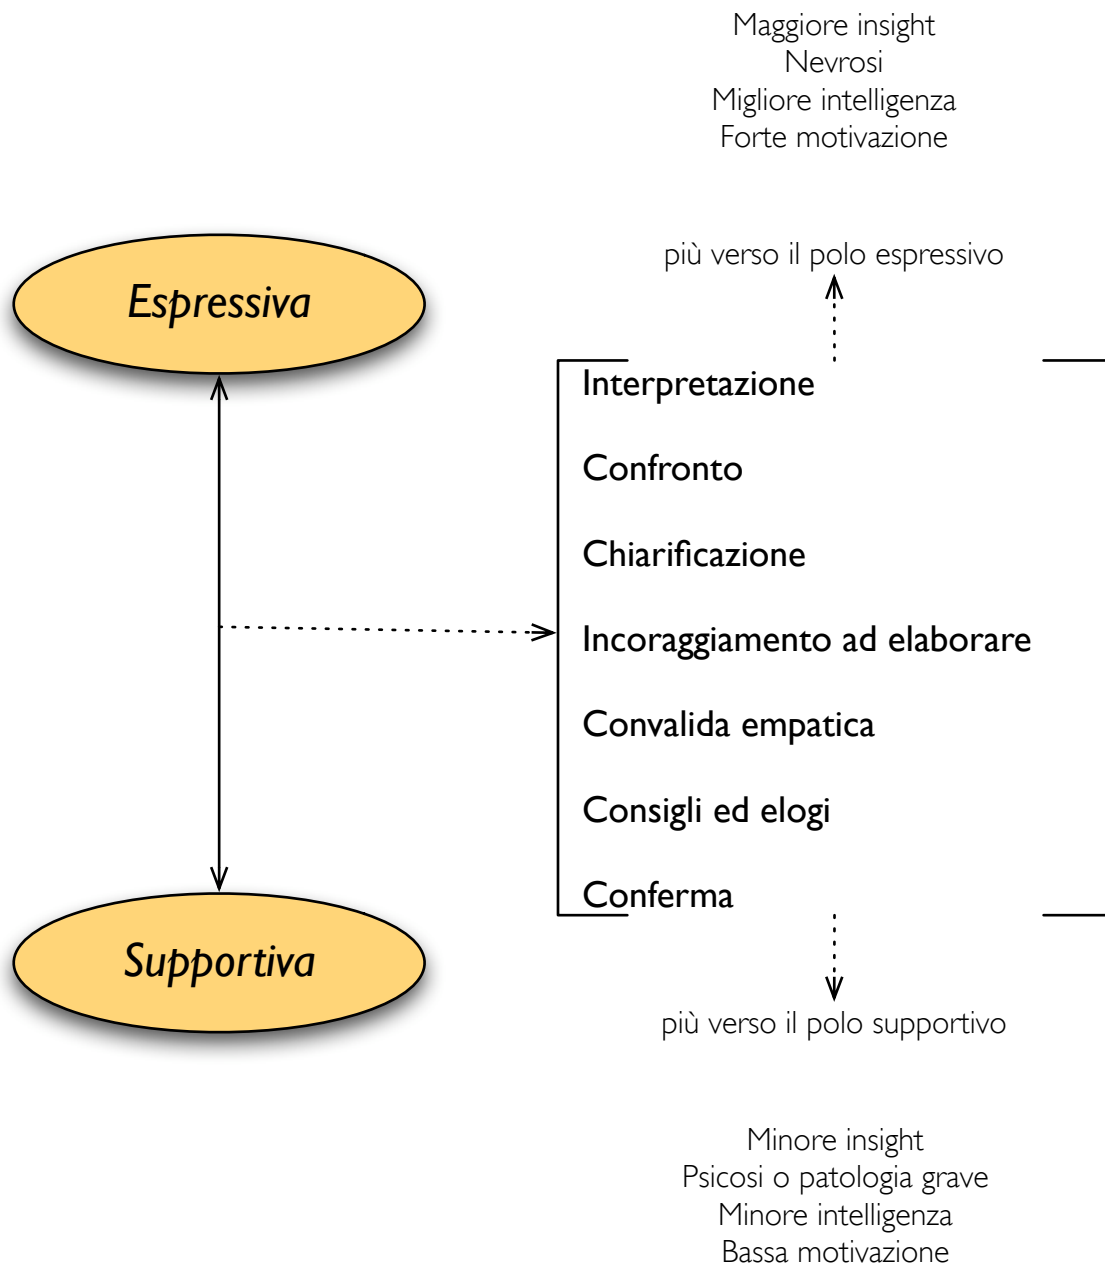 Maggiore insight
Nevrosi
Migliore intelligenza
Forte motivazione
più verso il polo espressivo
Espressiva
Interpretazione
Confronto
Chiarificazione
Incoraggiamento ad elaborare
Convalida empatica
Consigli ed elogi
Conferma
Supportiva
più verso il polo supportivo
Minore insight
Psicosi o patologia grave
Minore intelligenza
Bassa motivazione